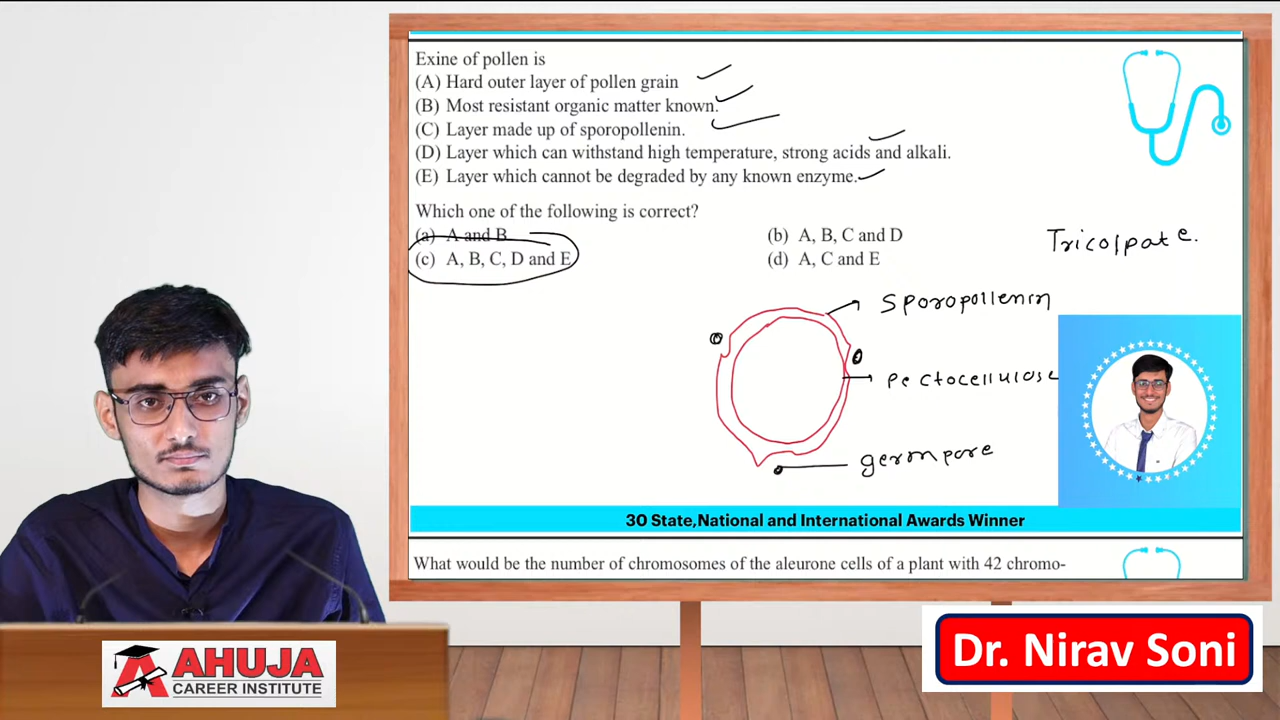 Exine of pollen is
(A) Hard outer layer of pollen grain
(B) Most resistant organic matter known.
(C) Layer made up of sporopollenin.
(D) Layer which can withstand high temperature, strong acids and alkali.
(E) Layer which cannot be degraded by any known enzyme.
Which one of the following is correct?
(a) A and B
(b) A, B, C and D
(c) A, B, C, D and E
(d) A, C and E
Tricolpate.
Sporopollenin
Pectocellulose
germpore
30 State,National and International Awards Winner
What would be the number of chromosomes of the aleurone cells of a plant with 42 chromo-
AHUJA
CAREER INSTITUTE
Dr. Nirav Soni